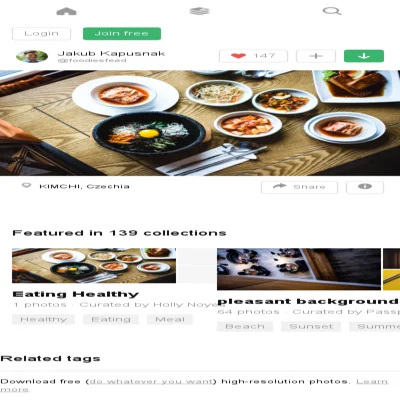 Login
Join free
Jakub Kapusnak
@foodiesfeed
147
KIMCHI, Czechia
Share
Featured in 139 collections
Eating Healthy
1 photos · Curated by Holly Noye
Healthy
Eating
Meal
pleasant background
64 photos · Curated by Pass
Beach
Sunset
Summe
Related tags
Download free (do whatever you want) high-resolution photos. Learn
more